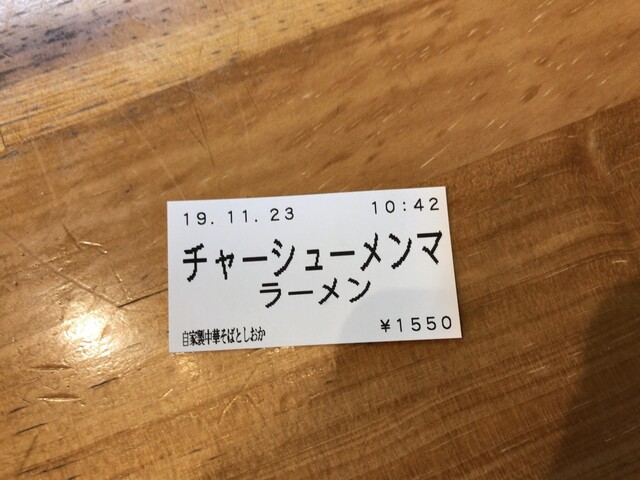 19.11.23 10:42
チャーシューメンマ
ラーメン
自家製中華そばとしおか ¥1550